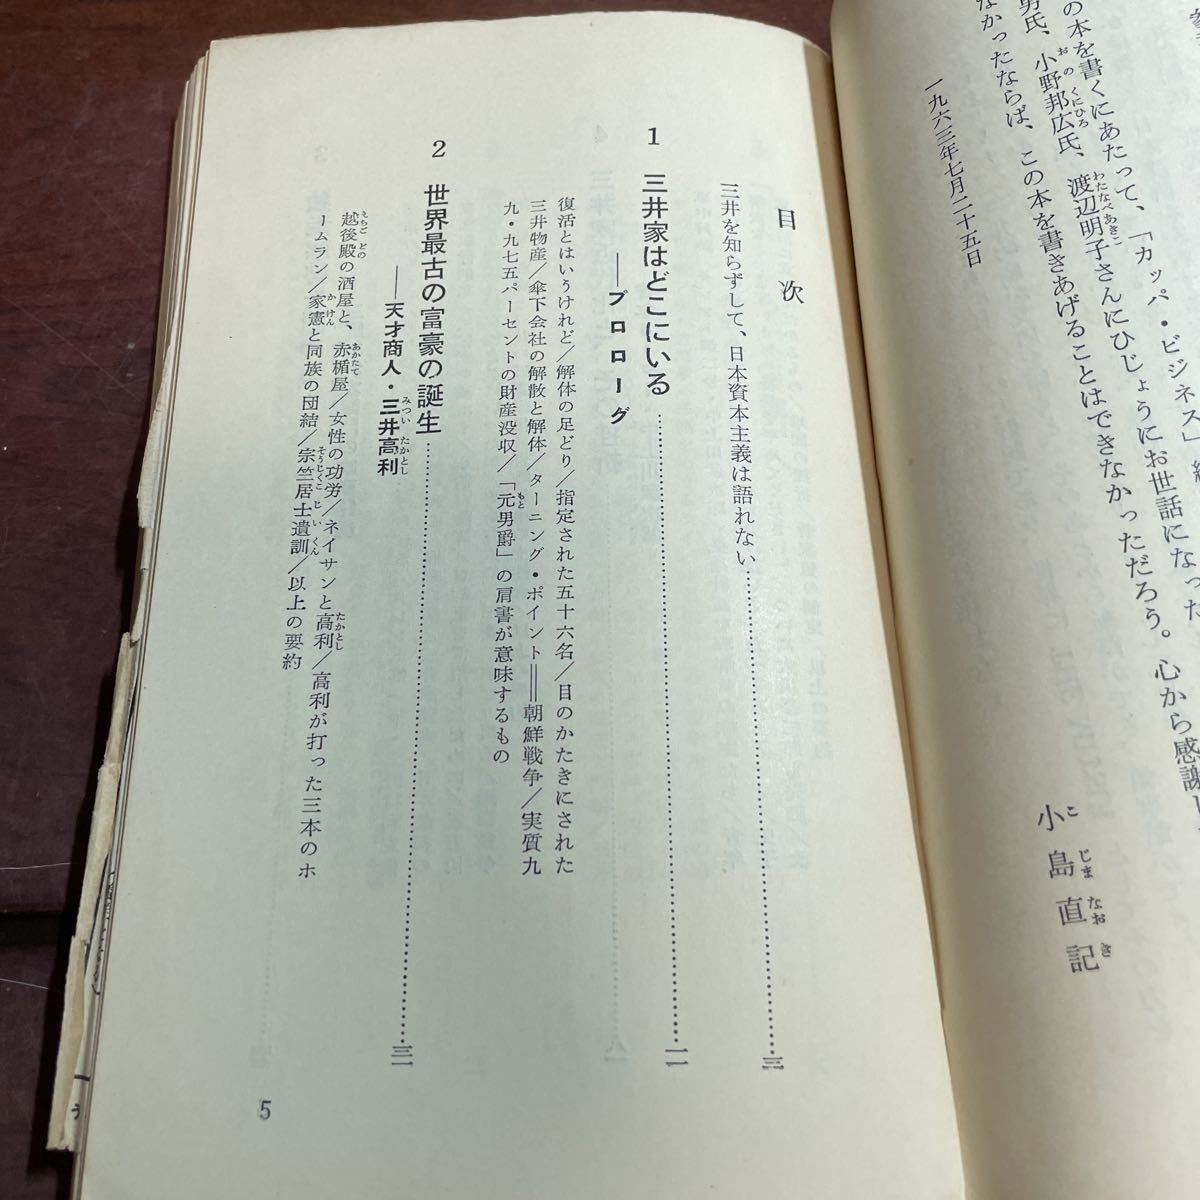 の本を書くにあたって、「カッパ・ビジネス」
男氏、小野邦広氏、渡辺明子さんにひじょうにお世話になった
なかったならば、この本を書きあげることはできなかっただろう。心から感謝し
一九六三年七月二十五日
小島直記
目次
三井を知らずして、日本資本主義は語れない……三
1 三井家はどこにいる……一一
――プロローグ
復活とはいうけれど/解体の足どり/指定された五十六名/目のかたきにされた
三井物産/傘下会社の解散と解体/ターニング・ポイント＝朝鮮戦争/実質九
九・九七五パーセントの財産没収/「元男爵」の肩書が意味するもの
2 世界最古の富豪の誕生……
――天才商人・三井高利
越後殿の酒屋と、赤楯屋/女性の功労/ネイサンと高利/高利が打った三本のホ
ームラン/家憲と同族の団結/宗竺居士遺訓/以上の要約
5